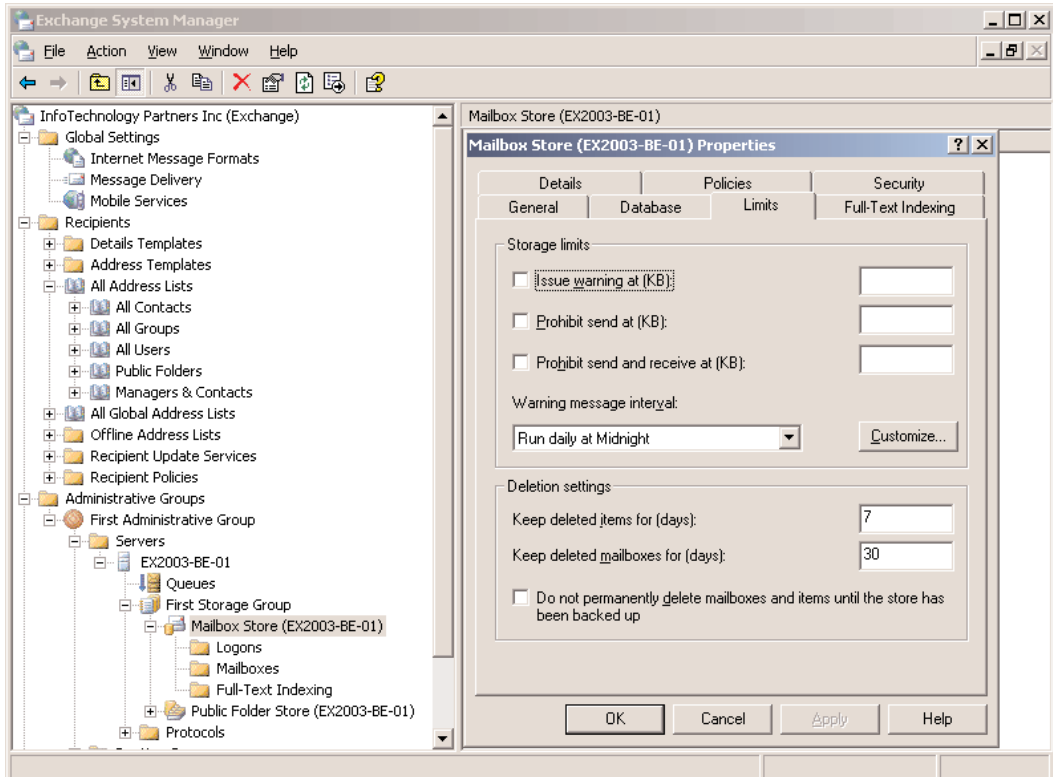 Exchange System Manager
File Action View Window Help
InfoTechnology Partners Inc (Exchange)
Global Settings
Internet Message Formats
Message Delivery
Mobile Services
Recipients
Details Templates
Address Templates
All Address Lists
All Contacts
All Groups
All Users
Public Folders
Managers & Contacts
All Global Address Lists
Offline Address Lists
Recipient Update Services
Recipient Policies
Administrative Groups
First Administrative Group
Servers
EX2003-BE-01
Queues
First Storage Group
Mailbox Store (EX2003-BE-01)
Logons
Mailboxes
Full-Text Indexing
Public Folder Store (EX2003-BE-01)
Protocols
Mailbox Store (EX2003-BE-01)
Mailbox Store (EX2003-BE-01) Properties
Details Policies Security
General Database Limits Full-Text Indexing
Storage limits
Issue warning at (KB):
Prohibit send at (KB):
Prohibit send and receive at (KB):
Warning message interval:
Run daily at Midnight Customize...
Deletion settings
Keep deleted items for (days): 7
Keep deleted mailboxes for (days): 30
Do not permanently delete mailboxes and items until the store has
been backed up
OK Cancel Apply Help